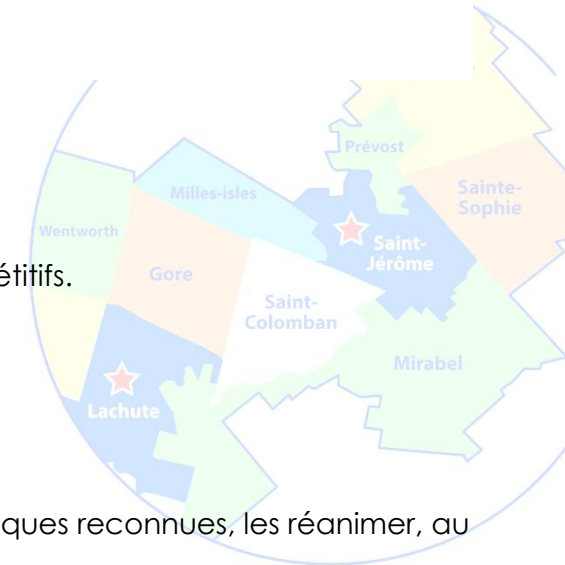 Prévost
Milles-isles
Sainte-
Sophie
Wentworth
Saint-
Jérôme
Gore
étitifs.
Saint-
Colomban
Mirabel
Lachute
ques reconnues, les réanimer, au